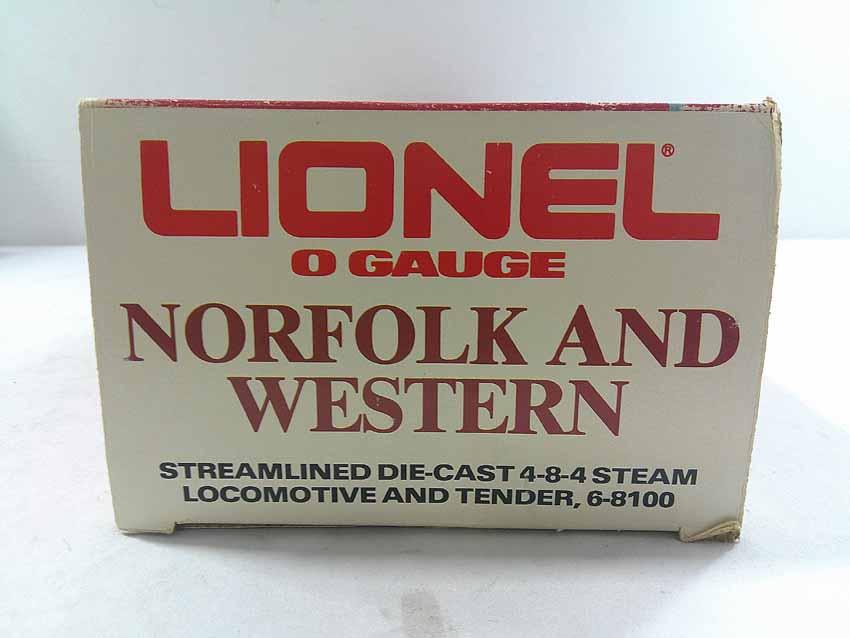 LIONEL®
O GAUGE
NORFOLK AND
WESTERN
STREAMLINED DIE-CAST 4-8-4 STEAM
LOCOMOTIVE AND TENDER, 6-8100